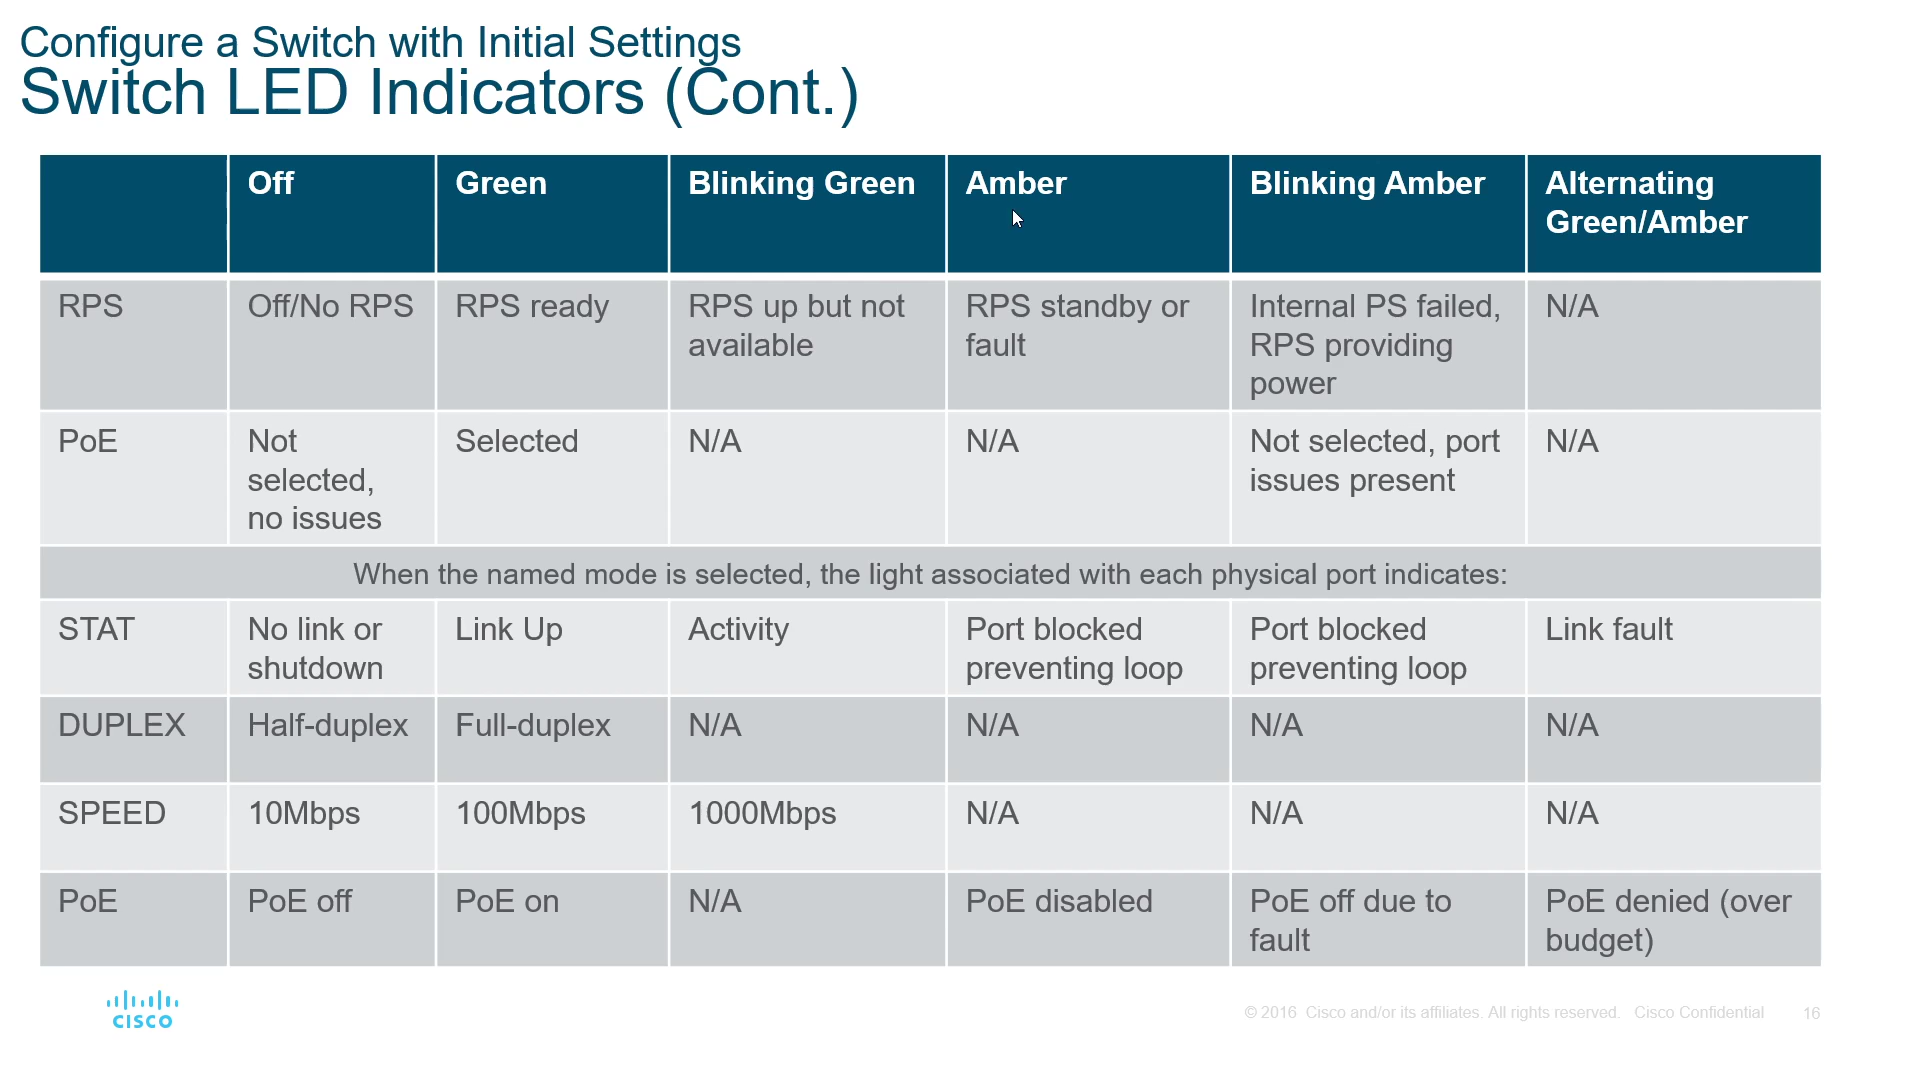 Configure a Switch with Initial Settings
Switch LED Indicators (Cont.)
Off
Green
Blinking Green
Amber
Blinking Amber
Alternating
Green/Amber
RPS
Off/No RPS
RPS ready
RPS up but not
available
RPS standby or
fault
Internal PS failed,
RPS providing
power
N/A
PoE
Not
selected,
no issues
Selected
N/A
N/A
Not selected, port
issues present
N/A
When the named mode is selected, the light associated with each physical port indicates:
STAT
No link or
shutdown
Link Up
Activity
Port blocked
preventing loop
Port blocked
preventing loop
Link fault
DUPLEX
Half-duplex
Full-duplex
N/A
N/A
N/A
N/A
SPEED
10Mbps
100Mbps
1000Mbps
N/A
N/A
N/A
PoE
PoE off
PoE on
N/A
PoE disabled
PoE off due to
fault
PoE denied (over
budget)
CISCO
© 2016 Cisco and/or its affiliates. All rights reserved. Cisco Confidential
16